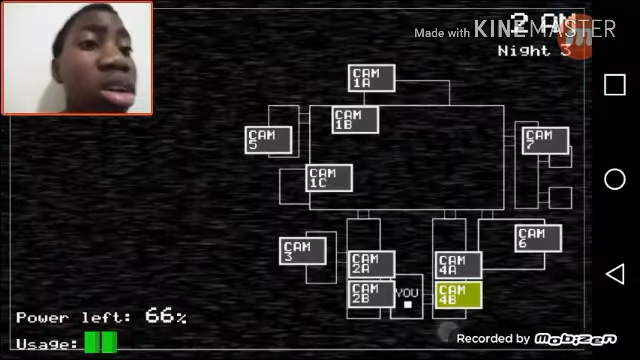 2 AM
Made with KINEMASTER
Night 3
CAM
1A
CAM
1B
CAM
5
CAM
7
CAM
1C
CAM
3
CAM
6
CAM
2A
CAM
4A
CAM
2B
YOU
CAM
4B
Power left: 66%
Usage:
Recorded by mobizen